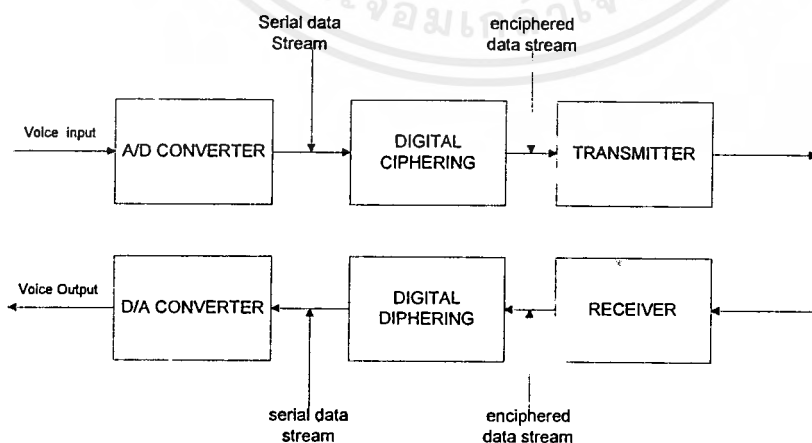 Serial data
Stream
enciphered
data stream
Voice input
A/D CONVERTER
DIGITAL
CIPHERING
TRANSMITTER
Voice Output
D/A CONVERTER
DIGITAL
DIPHERING
RECEIVER
serial data
stream
enciphered
data stream